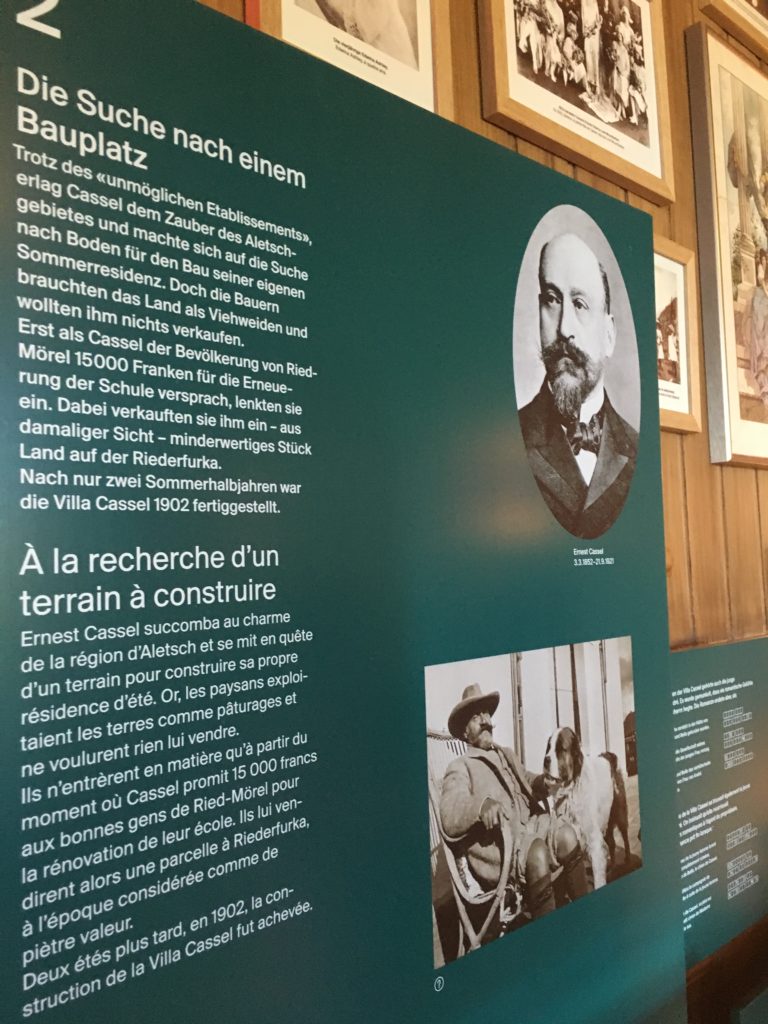 2
Die Suche nach einem
Bauplatz
Trotz des «unmöglichen Etablissements»,
erlag Cassel dem Zauber des Aletsch-
gebietes und machte sich auf die Suche
nach Boden für den Bau seiner eigenen
Sommerresidenz. Doch die Bauern
brauchten das Land als Viehweiden und
wollten ihm nichts verkaufen.
Erst als Cassel der Bevölkerung von Ried-
Mörel 15000 Franken für die Erneue-
rung der Schule versprach, lenkten sie
ein. Dabei verkauften sie ihm ein – aus
damaliger Sicht – minderwertiges Stück
Land auf der Riederfurka.
Nach nur zwei Sommerhalbjahren war
die Villa Cassel 1902 fertiggestellt.
À la recherche d'un
terrain à construire
Ernest Cassel succomba au charme
de la région d'Aletsch et se mit en quête
d'un terrain pour construire sa propre
résidence d'été. Or, les paysans exploi-
taient les terres comme pâturages et
ne voulurent rien lui vendre.
Ils n'entrèrent en matière qu'à partir du
moment où Cassel promit 15 000 francs
aux bonnes gens de Ried-Mörel pour
la rénovation de leur école. Ils lui ven-
dirent alors une parcelle à Riederfurka,
à l'époque considérée comme de
piètre valeur.
Deux étés plus tard, en 1902, la con-
struction de la Villa Cassel fut achevée.
Ernest Cassel
3.3.1852–21.9.1921